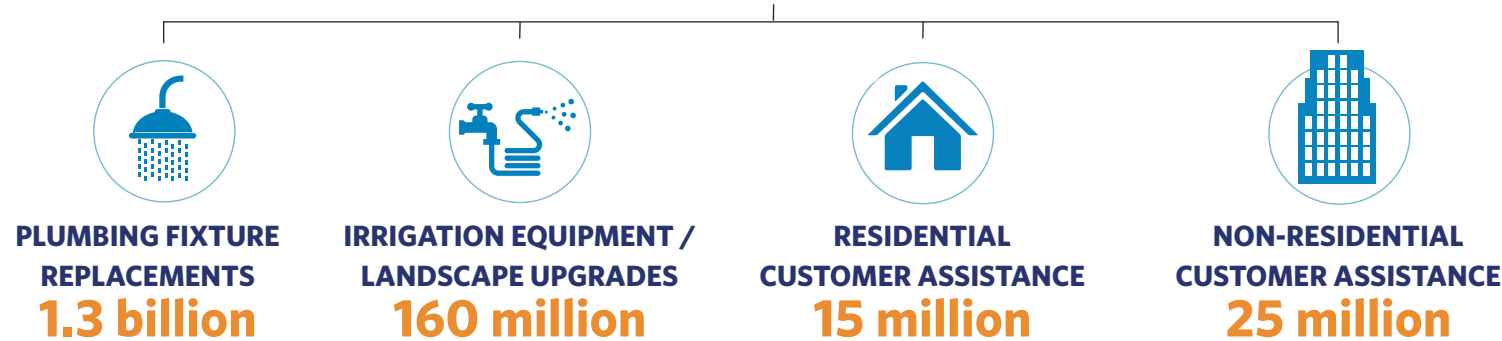 PLUMBING FIXTURE
REPLACEMENTS
1.3 billion
IRRIGATION EQUIPMENT /
LANDSCAPE UPGRADES
160 million
RESIDENTIAL
CUSTOMER ASSISTANCE
15 million
NON-RESIDENTIAL
CUSTOMER ASSISTANCE
25 million